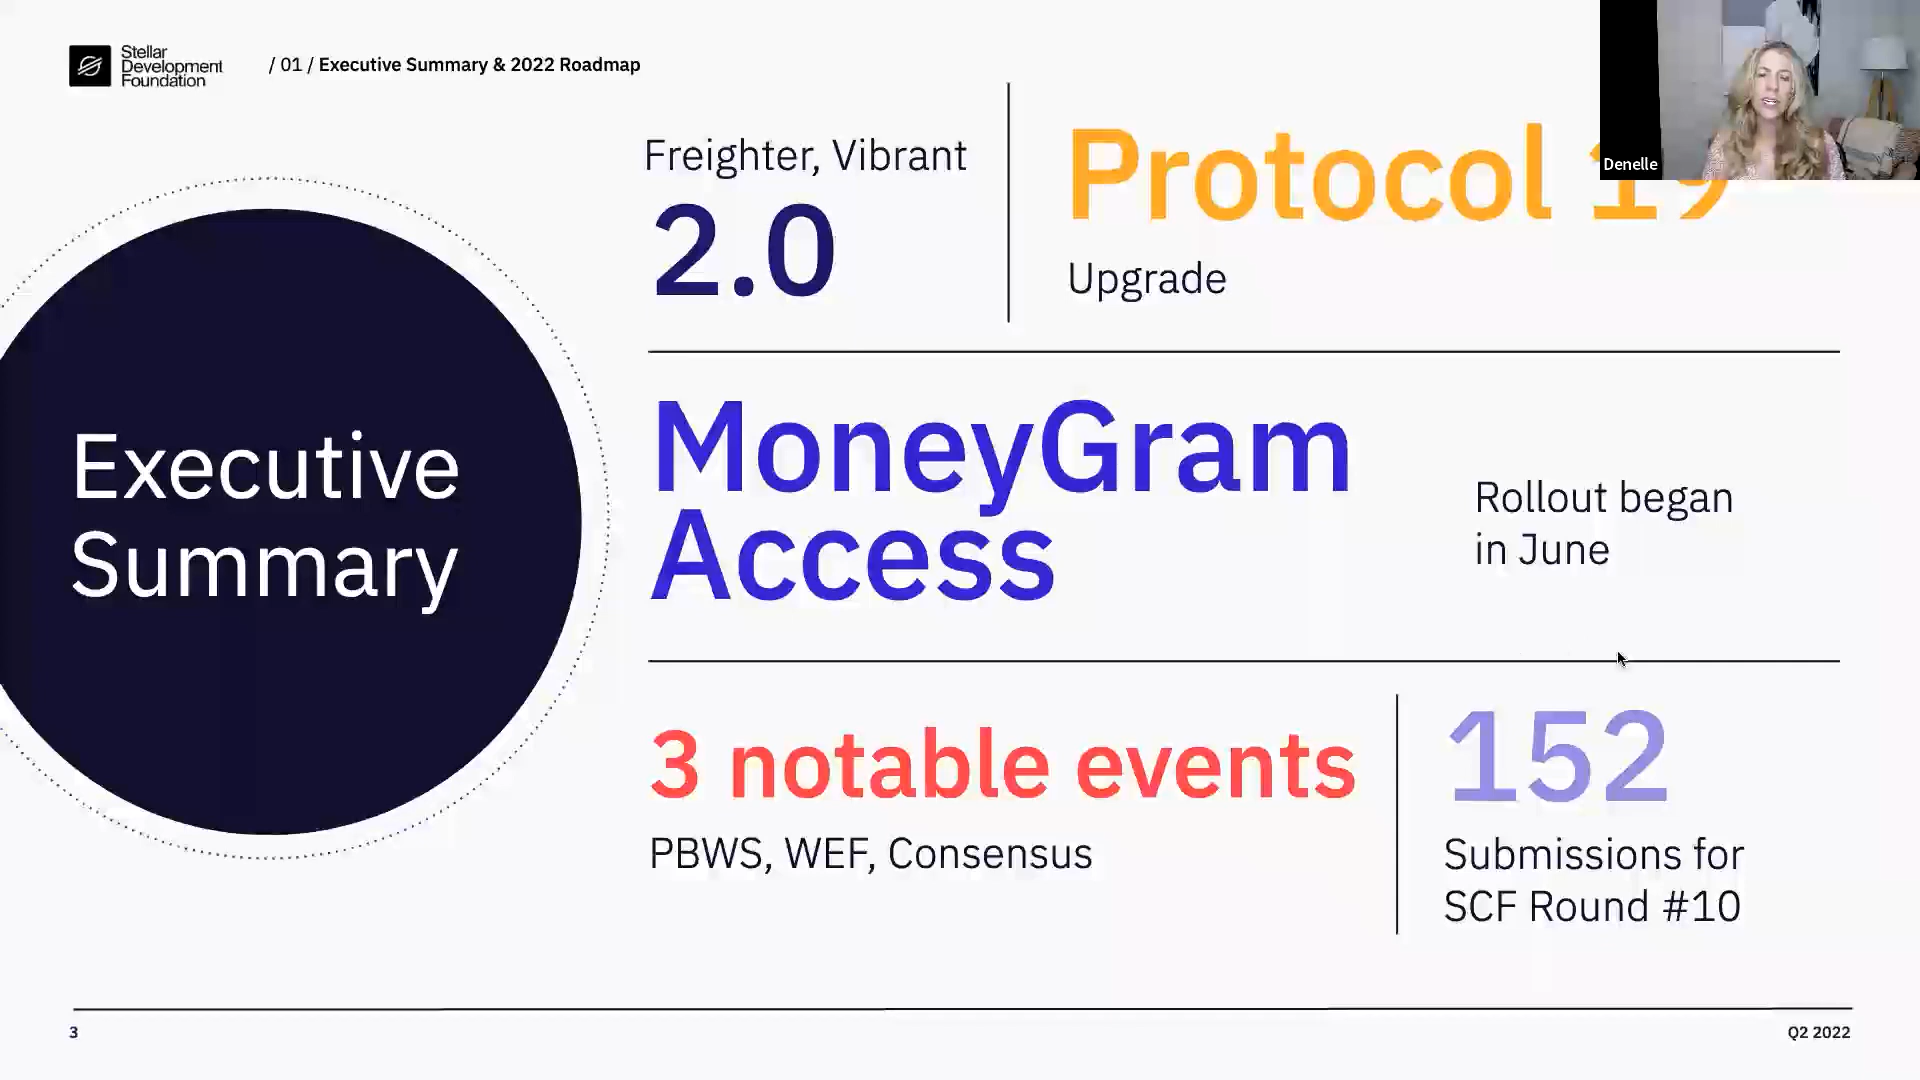 Stellar
Development
Foundation
/ 01 / Executive Summary & 2022 Roadmap
Denelle
Executive
Summary
Freighter, Vibrant
2.0
Protocol 19
Upgrade
MoneyGram
Access
Rollout began
in June
3 notable events
PBWS, WEF, Consensus
152
Submissions for
SCF Round #10
3
Q2 2022